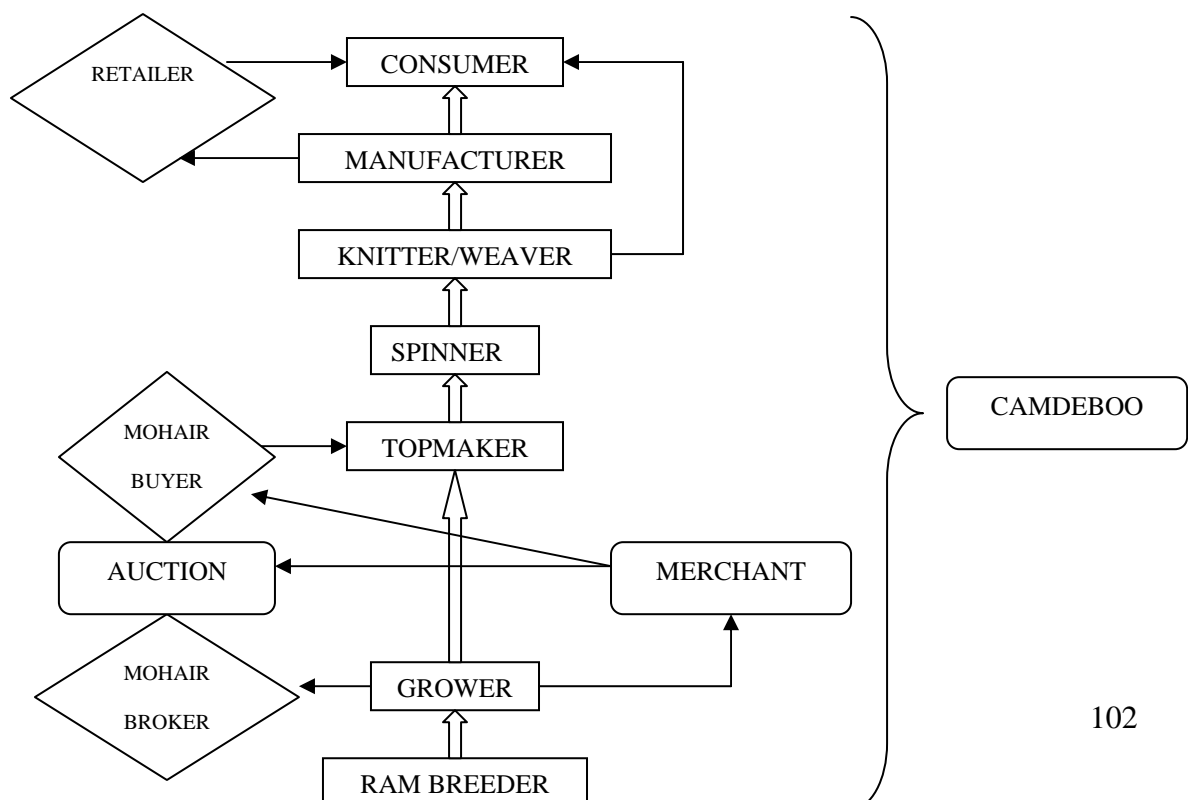 RETAILER
CONSUMER
MANUFACTURER
KNITTER/WEAVER
SPINNER
MOHAIR
BUYER
TOPMAKER
CAMDEBOO
AUCTION
MERCHANT
MOHAIR
BROKER
GROWER
RAM BREEDER
102